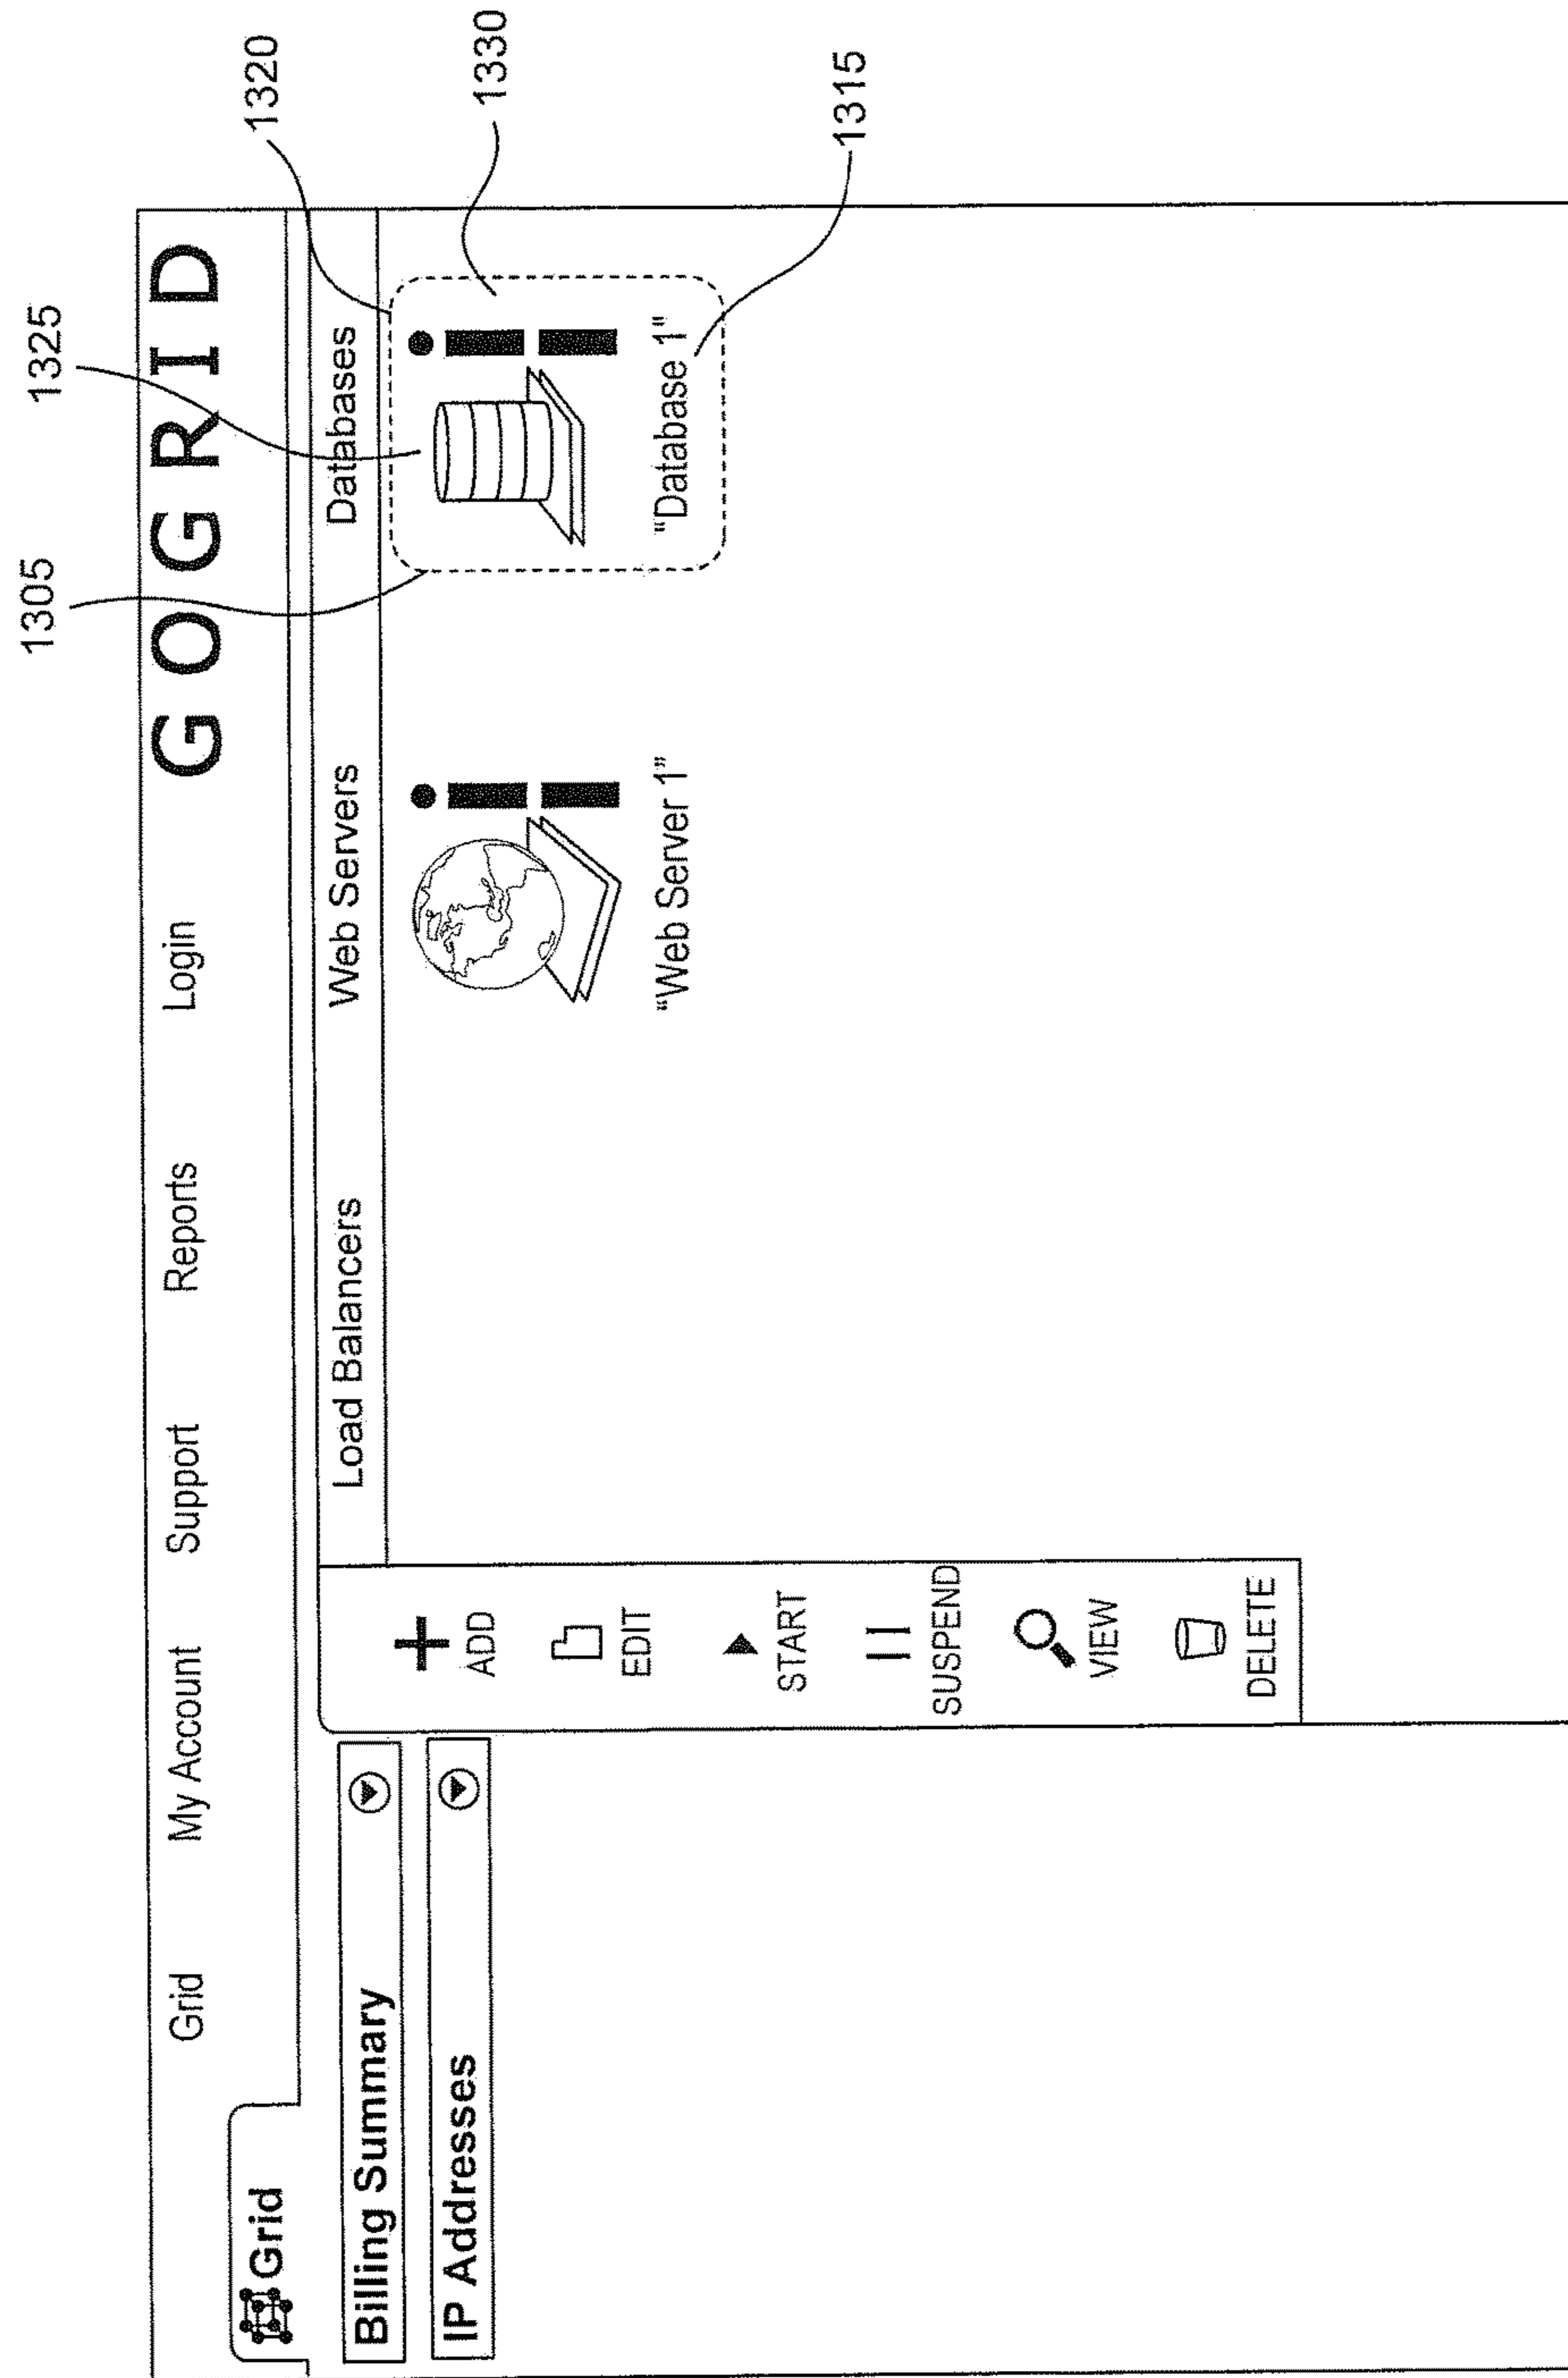 1305
1325
1320
1330
1315
Grid My Account Support Reports Login GOGRID
Grid
Billing Summary
IP Addresses
Load Balancers Web Servers Databases
ADD
EDIT
START
SUSPEND
VIEW
DELETE
"Web Server 1"
"Database 1"